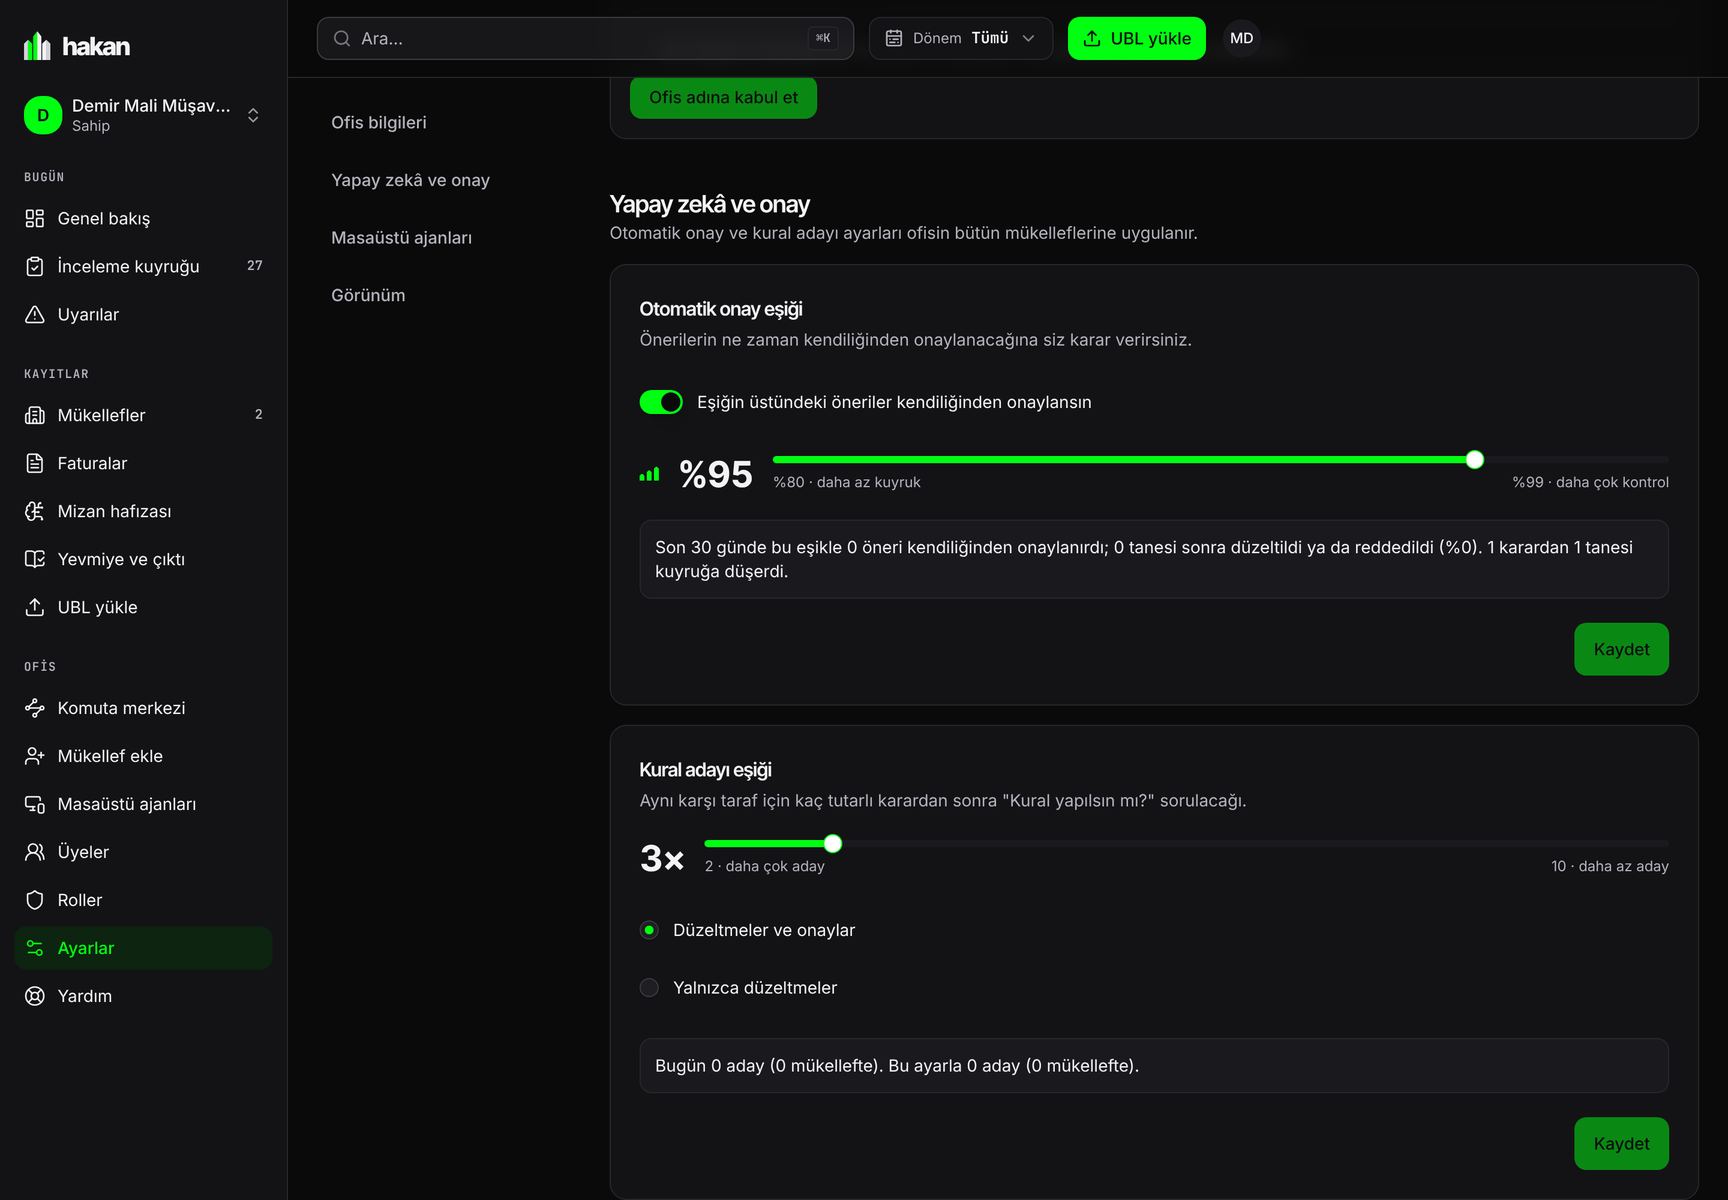 hakan
Ara...
⌘K
Dönem Tümü
UBL yükle
MD
D
Demir Mali Müşav...
Sahip
BUGÜN
Genel bakış
İnceleme kuyruğu 27
Uyarılar
KAYITLAR
Mükellefler 2
Faturalar
Mizan hafızası
Yevmiye ve çıktı
UBL yükle
OFİS
Komuta merkezi
Mükellef ekle
Masaüstü ajanları
Üyeler
Roller
Ayarlar
Yardım
Ofis bilgileri
Yapay zekâ ve onay
Masaüstü ajanları
Görünüm
Ofis adına kabul et
Yapay zekâ ve onay
Otomatik onay ve kural adayı ayarları ofisin bütün mükelleflerine uygulanır.
Otomatik onay eşiği
Önerilerin ne zaman kendiliğinden onaylanacağına siz karar verirsiniz.
Eşiğin üstündeki öneriler kendiliğinden onaylansın
%95
%80 · daha az kuyruk
%99 · daha çok kontrol
Son 30 günde bu eşikle 0 öneri kendiliğinden onaylanırdı; 0 tanesi sonra düzeltildi ya da reddedildi (%0). 1 karardan 1 tanesi
kuyruğa düşerdi.
Kaydet
Kural adayı eşiği
Aynı karşı taraf için kaç tutarlı karardan sonra "Kural yapılsın mı?" sorulacağı.
3×
2 · daha çok aday
10 · daha az aday
Düzeltmeler ve onaylar
Yalnızca düzeltmeler
Bugün 0 aday (0 mükellefte). Bu ayarla 0 aday (0 mükellefte).
Kaydet